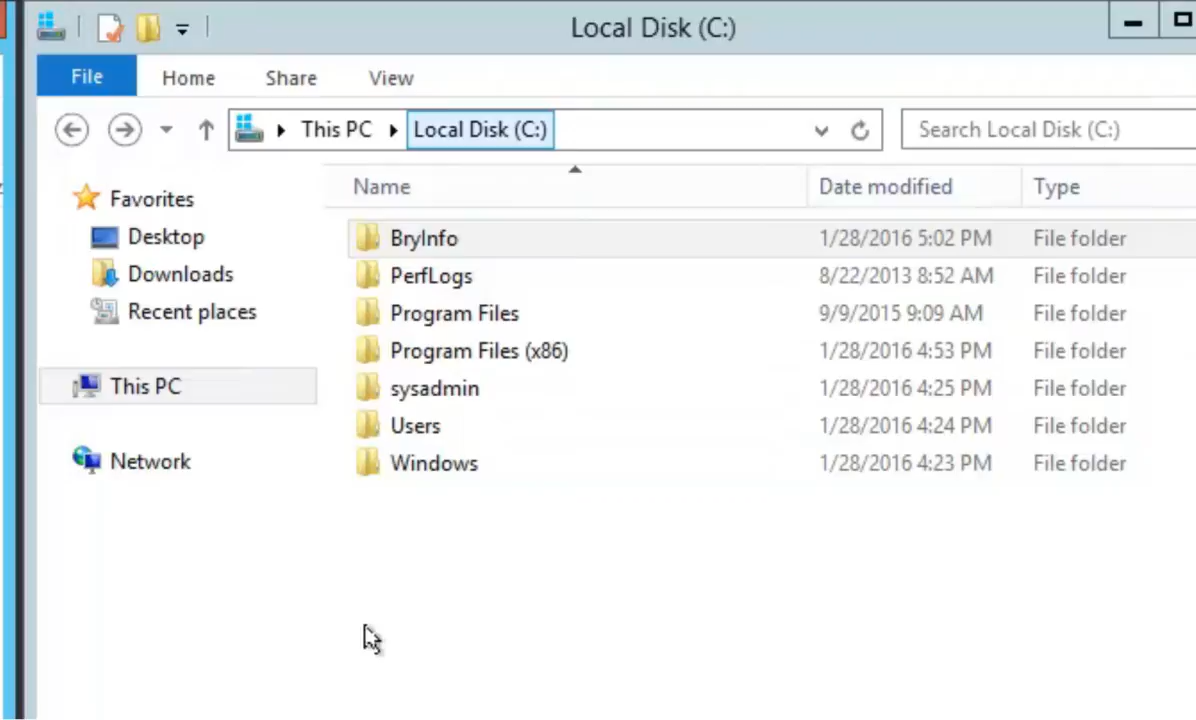 Local Disk (C:)
File Home Share View
This PC Local Disk (C:) Search Local Disk (C:)
Name Date modified Type
Favorites
Desktop
Downloads
Recent places
This PC
Network
BryInfo 1/28/2016 5:02 PM File folder
PerfLogs 8/22/2013 8:52 AM File folder
Program Files 9/9/2015 9:09 AM File folder
Program Files (x86) 1/28/2016 4:53 PM File folder
sysadmin 1/28/2016 4:25 PM File folder
Users 1/28/2016 4:24 PM File folder
Windows 1/28/2016 4:23 PM File folder